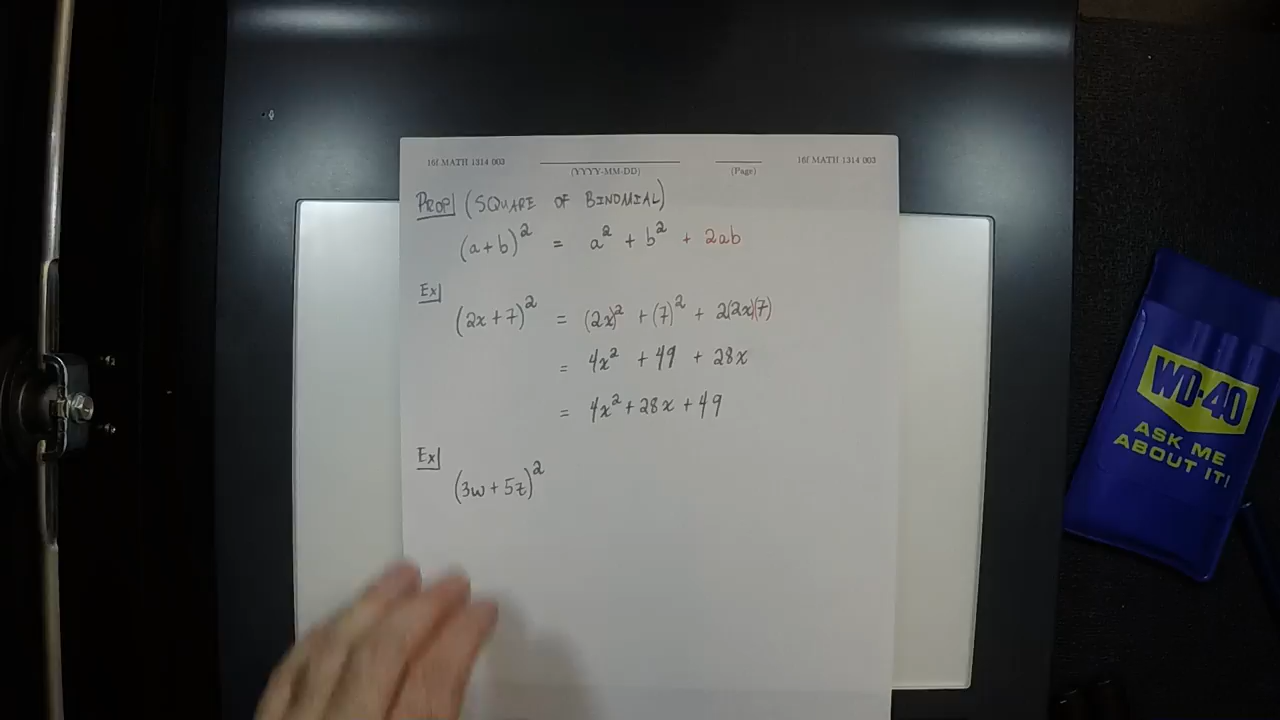 16f MATH 1314 003 (YYYY-MM-DD) (Page) 16f MATH 1314 003
PROP (SQUARE OF BINOMIAL)
(a+b)² = a² + b² + 2ab
Ex
(2x+7)² = (2x)² + (7)² + 2(2x)(7)
= 4x² + 49 + 28x
= 4x² + 28x + 49
Ex
(3w + 5z)²
WD-40
ASK ME
ABOUT IT!